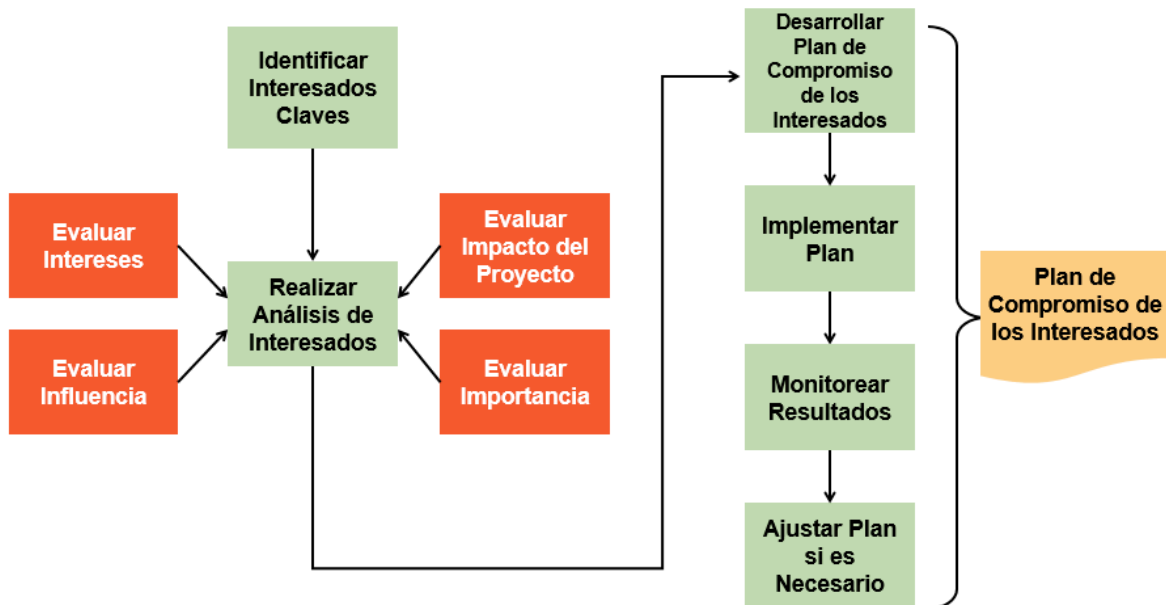 Identificar
Interesados
Claves
Evaluar
Intereses
Evaluar
Influencia
Realizar
Análisis de
Interesados
Evaluar
Impacto del
Proyecto
Evaluar
Importancia
Desarrollar
Plan de
Compromiso
de los
Interesados
Implementar
Plan
Monitorear
Resultados
Ajustar Plan
si es
Necesario
Plan de
Compromiso de
los Interesados